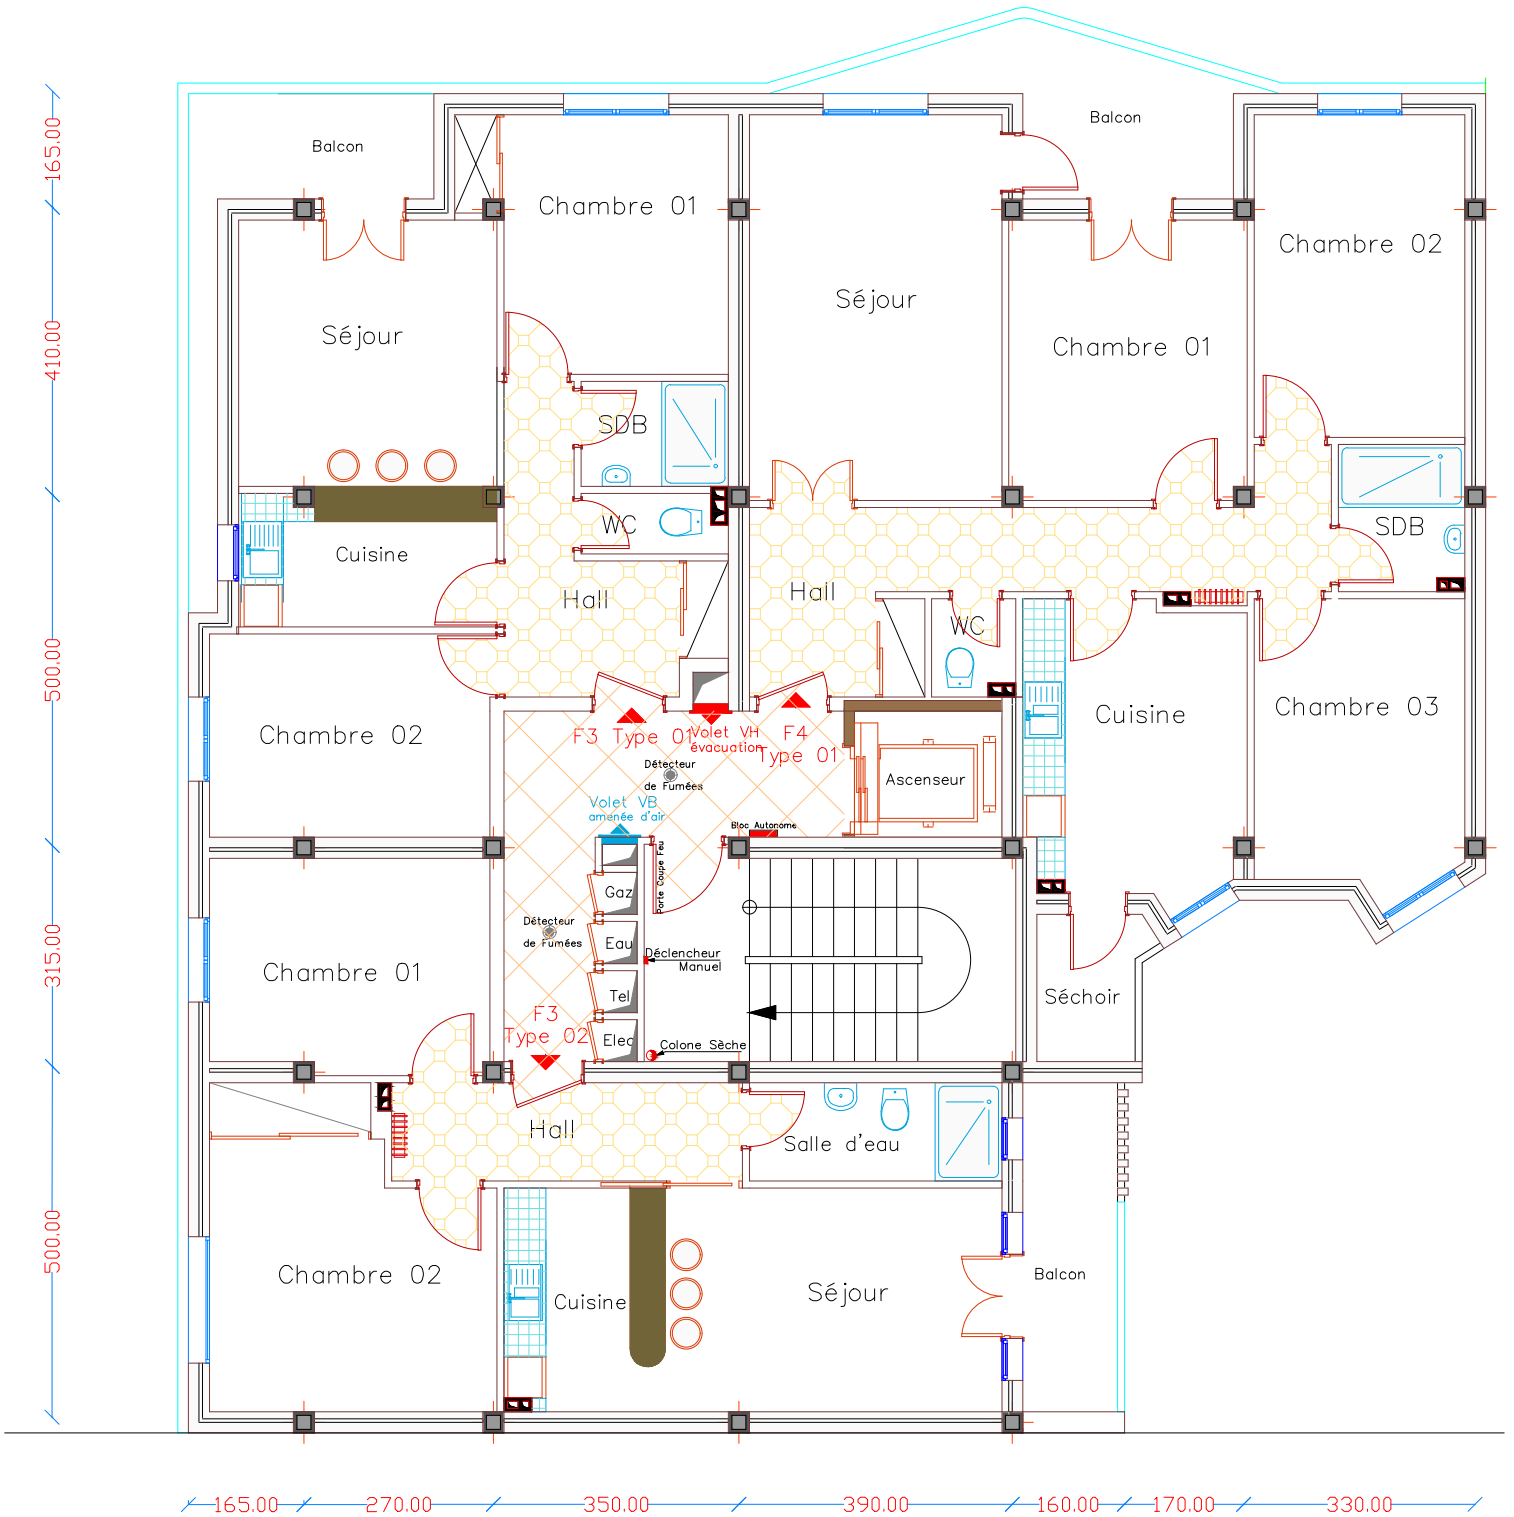 Balcon
Balcon
165.00
Chambre 01
Chambre 02
Séjour
Séjour
Chambre 01
410.00
SDB
WC
SDB
Cuisine
Hall
Hall
WC
500.00
Chambre 02
F3 Type 01
Volet VH
évacuation
F4
Type 01
Cuisine
Chambre 03
Détecteur
de Fumées
Ascenseur
Volet VB
amenée d'air
Bloc Autonome
Porte Coupe Feu
Gaz
Détecteur
de Fumées
Eau
Déclencheur
Manuel
315.00
Chambre 01
Tel
Séchoir
F3
Type 02
Elec
Colone Sèche
Hall
Salle d'eau
500.00
Chambre 02
Cuisine
Séjour
Balcon
165.00
270.00
350.00
390.00
160.00
170.00
330.00